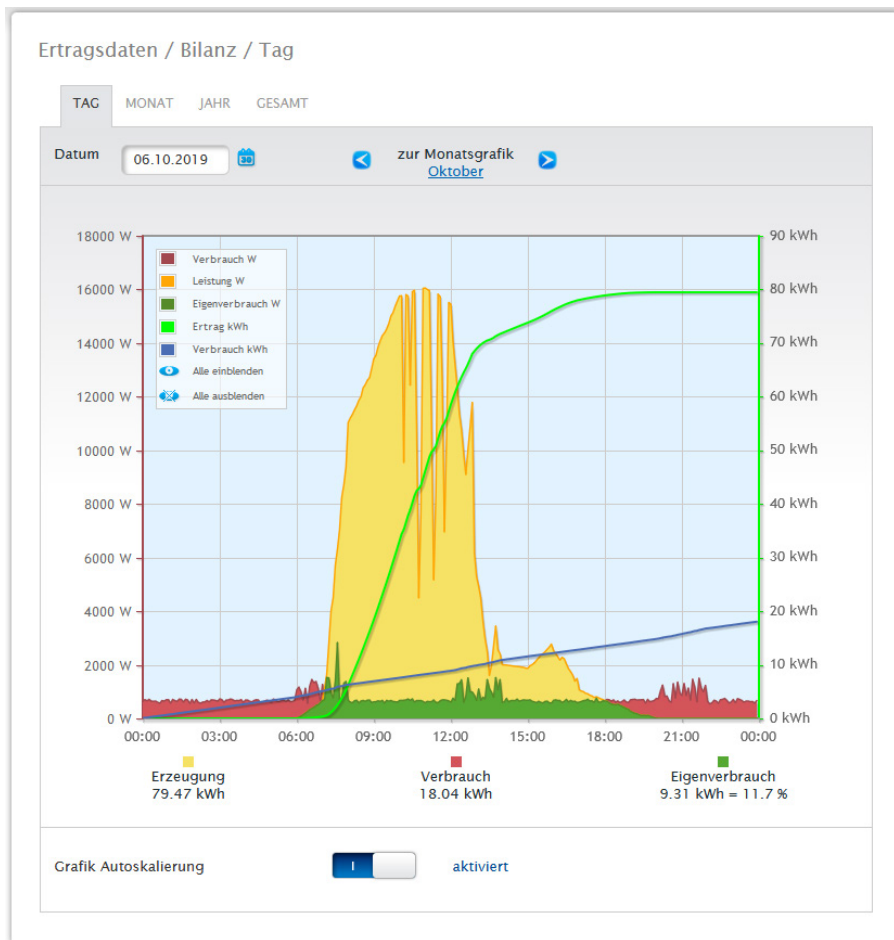 Ertragsdaten / Bilanz / Tag
TAG MONAT JAHR GESAMT
Datum 06.10.2019 30 zur Monatsgrafik
Oktober
18000 W 90 kWh
Verbrauch W
Leistung W
16000 W 80 kWh
Eigenverbrauch W
Ertrag kWh
14000 W 70 kWh
Verbrauch kWh
Alle einblenden
Alle ausblenden
12000 W 60 kWh
10000 W 50 kWh
8000 W 40 kWh
6000 W 30 kWh
4000 W 20 kWh
2000 W 10 kWh
0 W 0 kWh
00:00 03:00 06:00 09:00 12:00 15:00 18:00 21:00 00:00
Erzeugung Verbrauch Eigenverbrauch
79.47 kWh 18.04 kWh 9.31 kWh = 11.7 %
Grafik Autoskalierung I aktiviert